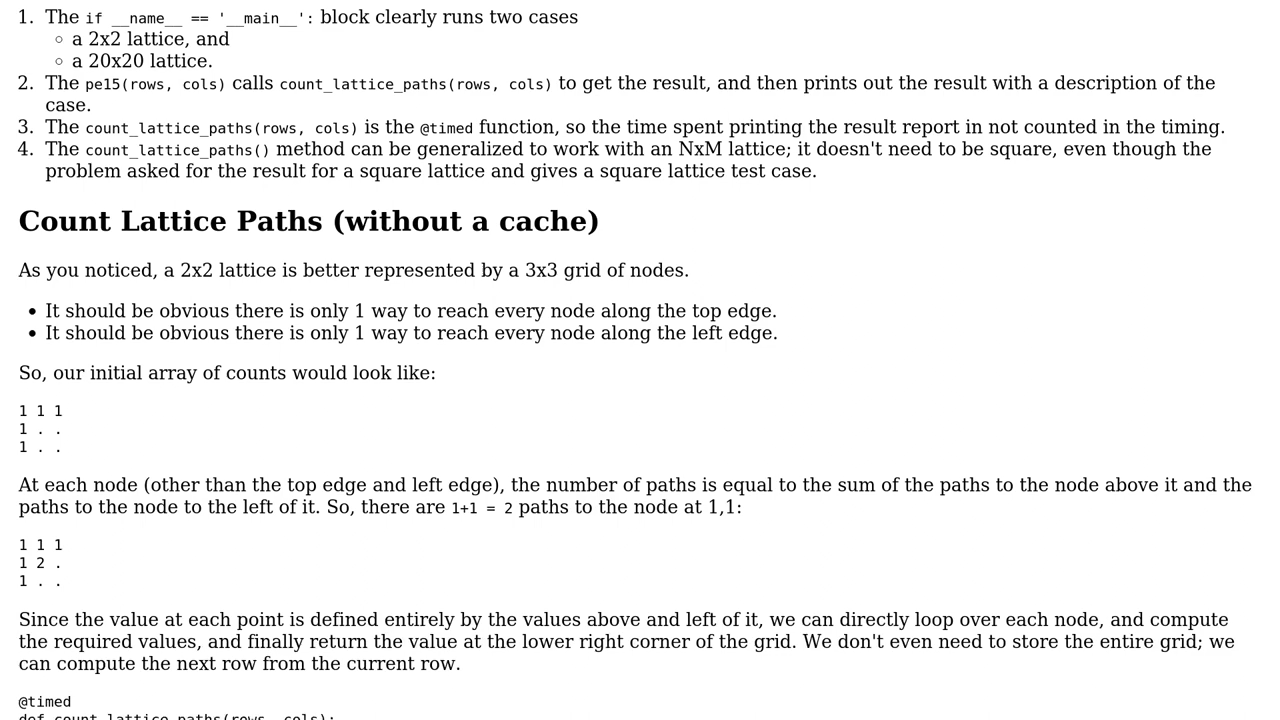 1. The if __name__ == '__main__': block clearly runs two cases
◦ a 2x2 lattice, and
◦ a 20x20 lattice.
2. The pe15(rows, cols) calls count_lattice_paths(rows, cols) to get the result, and then prints out the result with a description of the
case.
3. The count_lattice_paths(rows, cols) is the @timed function, so the time spent printing the result report in not counted in the timing.
4. The count_lattice_paths() method can be generalized to work with an NxM lattice; it doesn't need to be square, even though the
problem asked for the result for a square lattice and gives a square lattice test case.
Count Lattice Paths (without a cache)
As you noticed, a 2x2 lattice is better represented by a 3x3 grid of nodes.
• It should be obvious there is only 1 way to reach every node along the top edge.
• It should be obvious there is only 1 way to reach every node along the left edge.
So, our initial array of counts would look like:
1 1 1
1 . .
1 . .
At each node (other than the top edge and left edge), the number of paths is equal to the sum of the paths to the node above it and the
paths to the node to the left of it. So, there are 1+1 = 2 paths to the node at 1,1:
1 1 1
1 2 .
1 . .
Since the value at each point is defined entirely by the values above and left of it, we can directly loop over each node, and compute
the required values, and finally return the value at the lower right corner of the grid. We don't even need to store the entire grid; we
can compute the next row from the current row.
@timed
def count_lattice_paths(rows, cols):